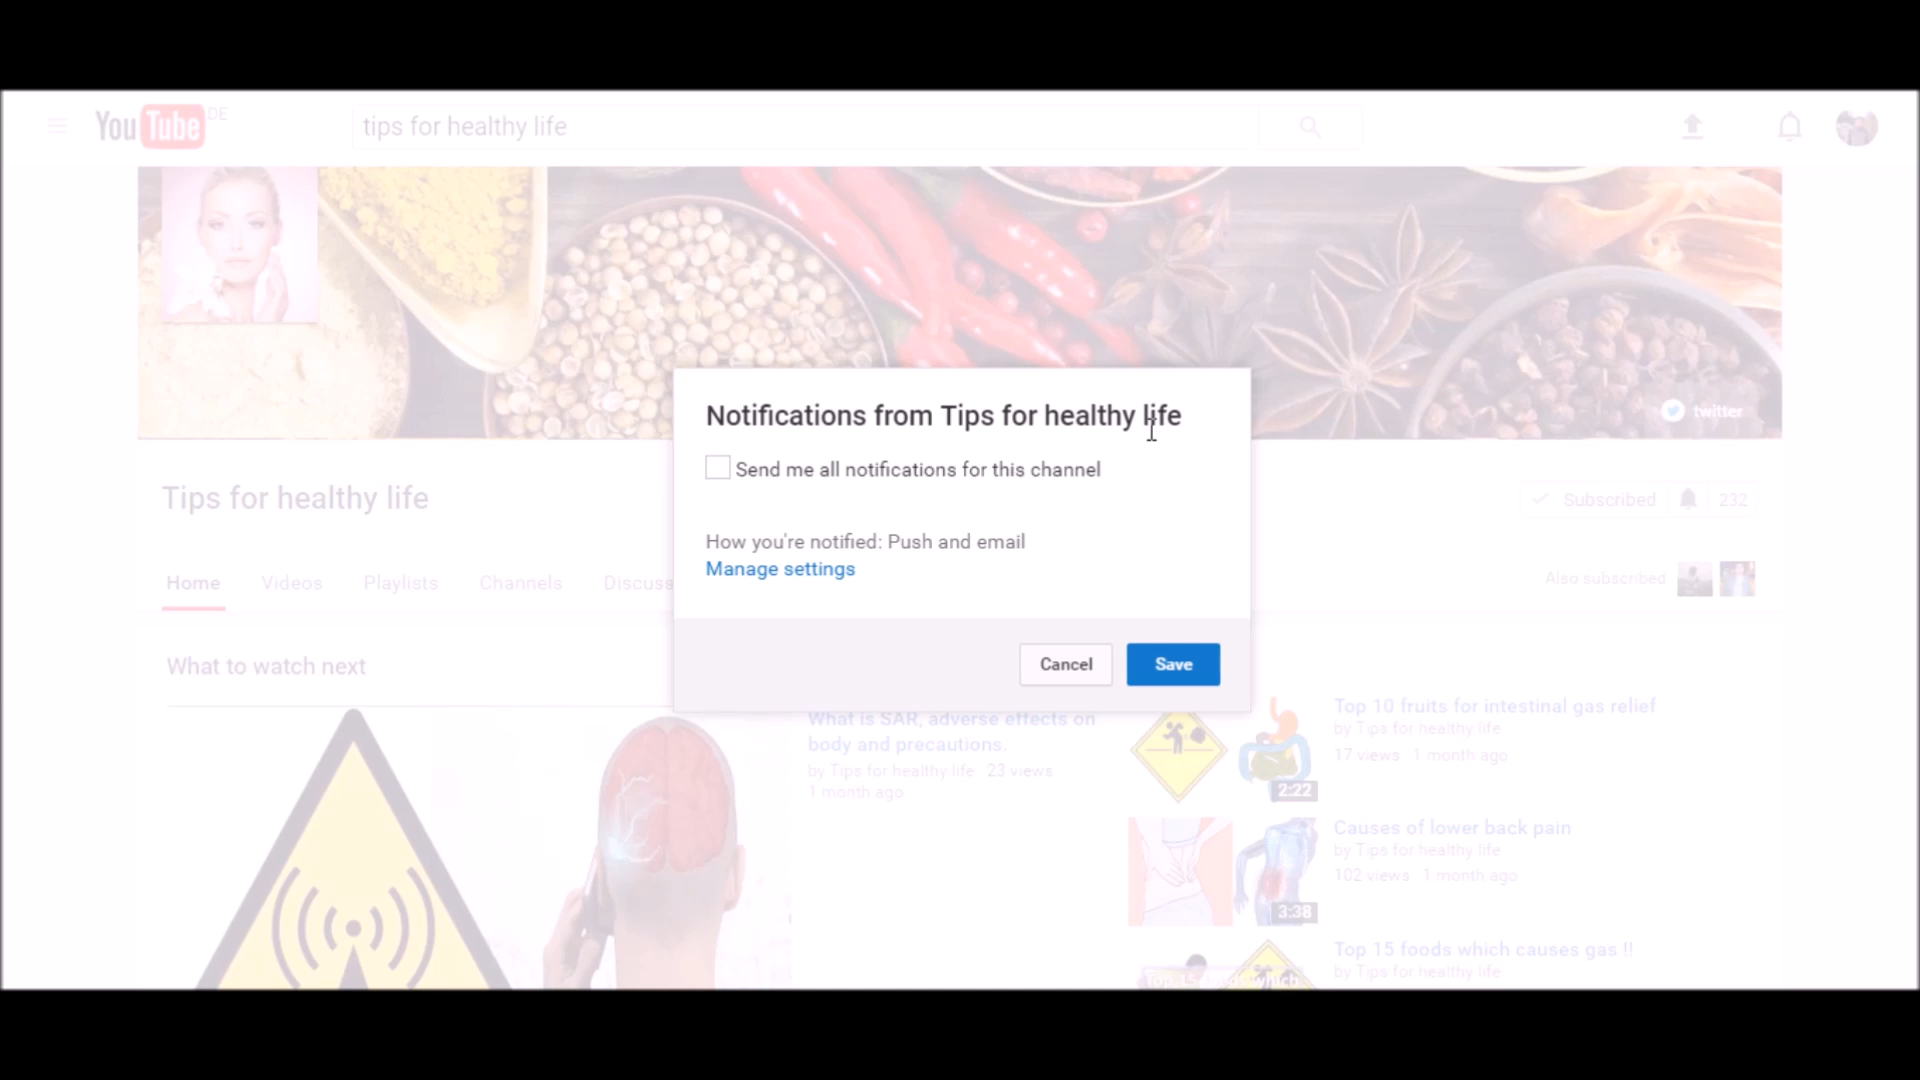 YouTube DE
tips for healthy life
twitter
Notifications from Tips for healthy life
Send me all notifications for this channel
How you're notified: Push and email
Manage settings
Cancel
Save
Tips for healthy life
Subscribed
232
Home
Videos
Playlists
Channels
Discuss
Also subscribed
What to watch next
What is SAR, adverse effects on
body and precautions.
by Tips for healthy life 23 views
1 month ago
Top 10 fruits for intestinal gas relief
by Tips for healthy life
17 views 1 month ago
2:22
Causes of lower back pain
by Tips for healthy life
102 views 1 month ago
3:38
Top 15 foods which causes gas !!
by Tips for healthy life